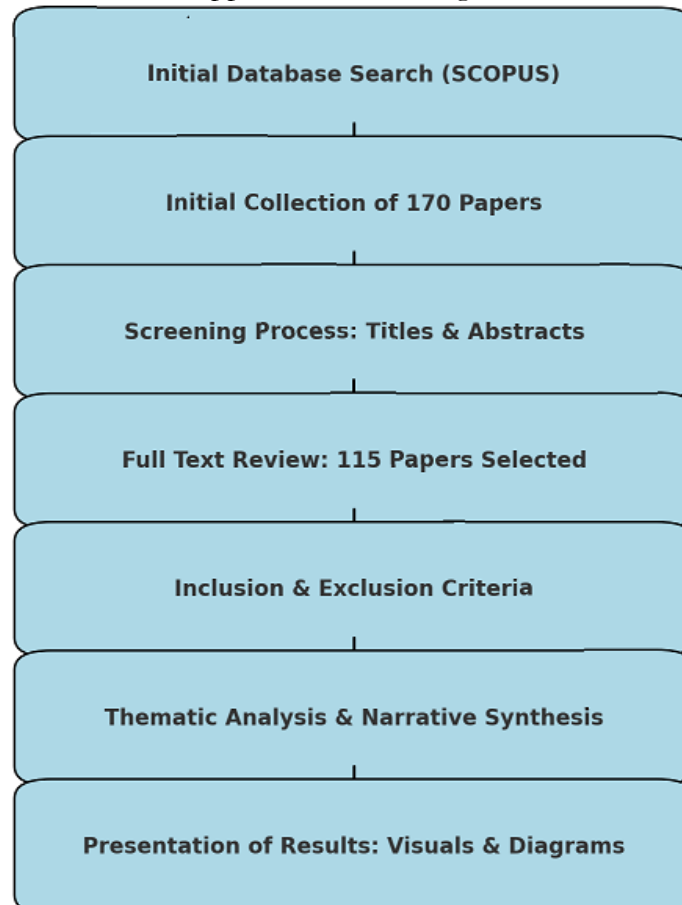 Initial Database Search (SCOPUS)
Initial Collection of 170 Papers
Screening Process: Titles & Abstracts
Full Text Review: 115 Papers Selected
Inclusion & Exclusion Criteria
Thematic Analysis & Narrative Synthesis
Presentation of Results: Visuals & Diagrams